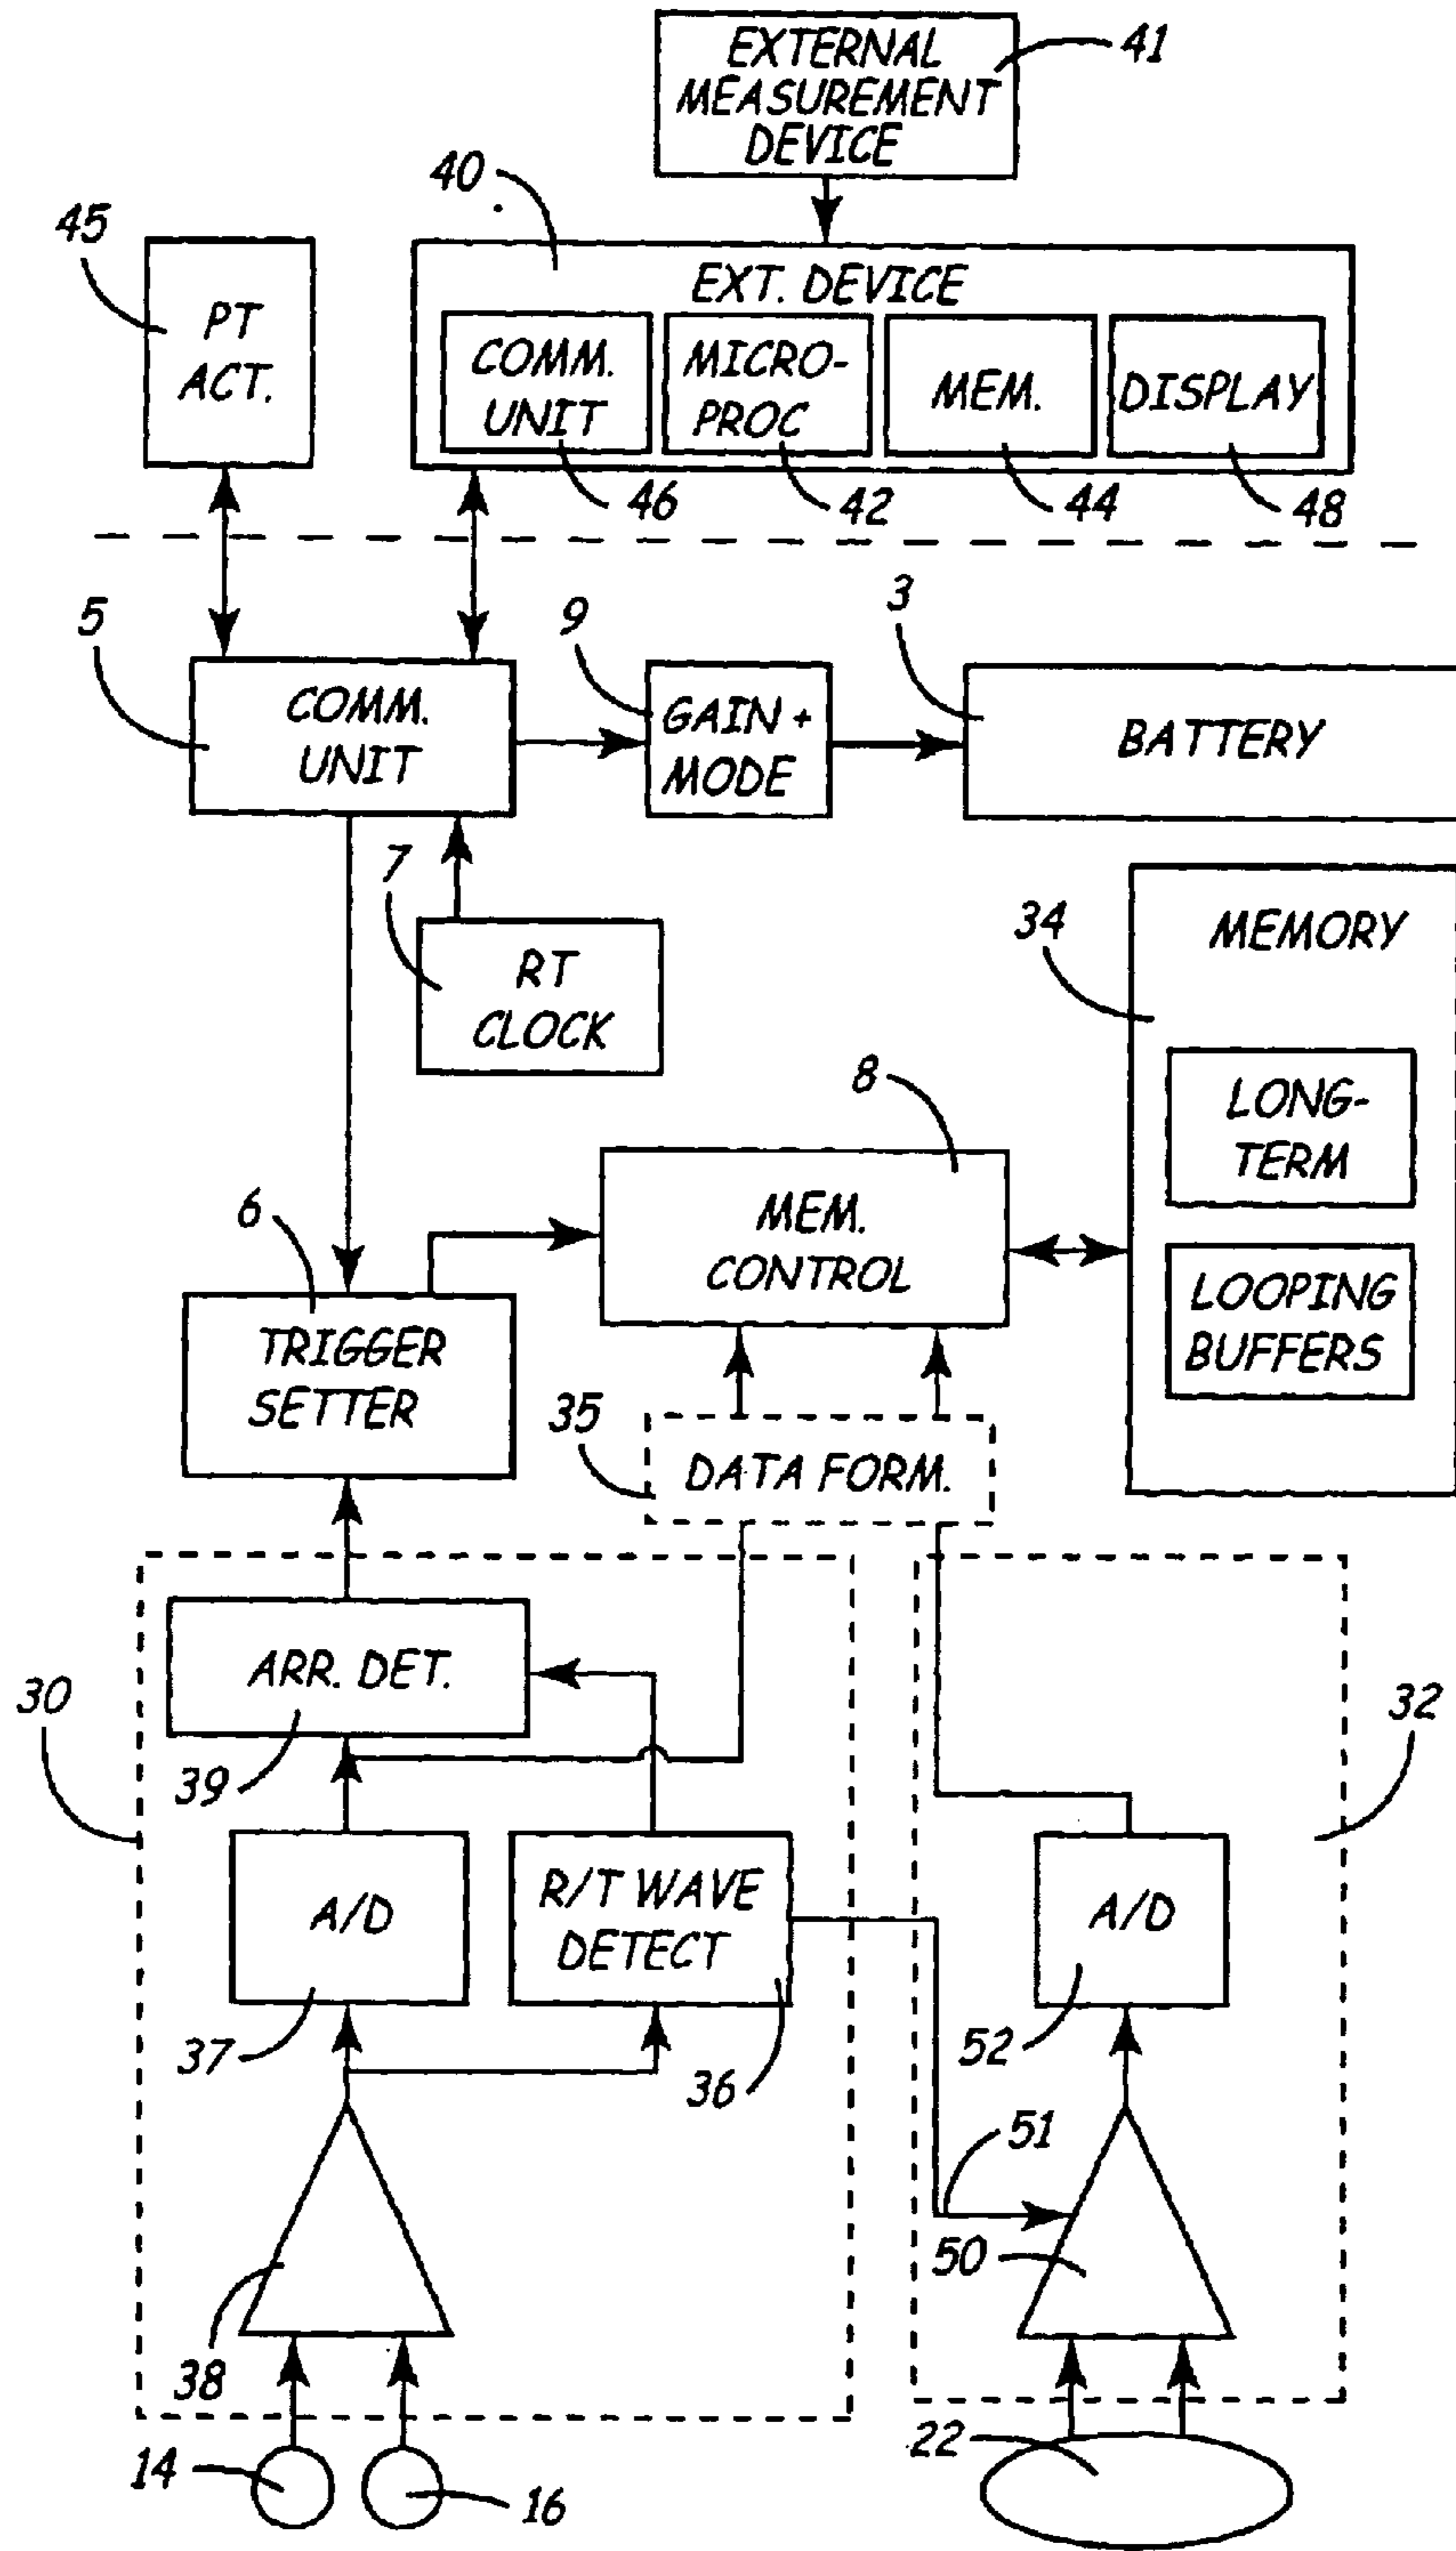 EXTERNAL
MEASUREMENT
DEVICE
41
40
45
PT
ACT.
EXT. DEVICE
COMM.
UNIT
MICRO-
PROC
MEM.
DISPLAY
46
42
44
48
5
COMM.
UNIT
9
GAIN +
MODE
3
BATTERY
7
RT
CLOCK
34
MEMORY
LONG-
TERM
LOOPING
BUFFERS
8
MEM.
CONTROL
6
TRIGGER
SETTER
35
DATA FORM.
30
ARR. DET.
39
32
A/D
37
R/T WAVE
DETECT
36
A/D
52
51
50
38
14
16
22